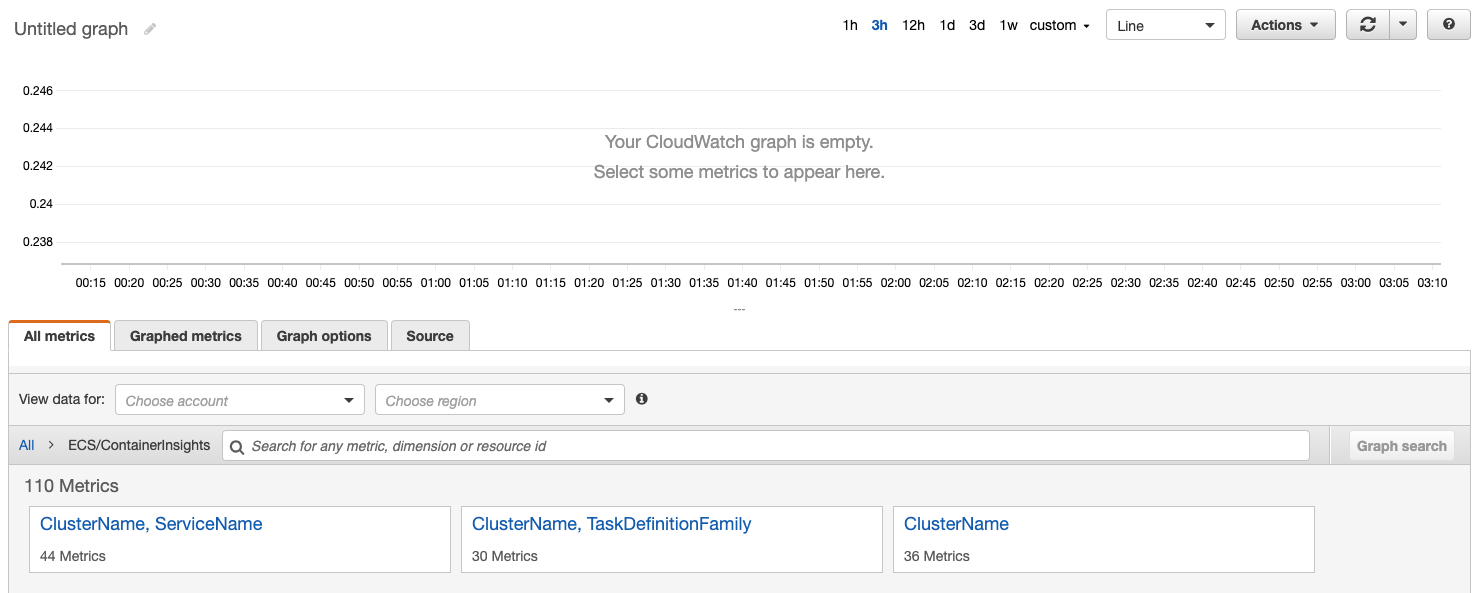 Untitled graph
1h 3h 12h 1d 3d 1w custom Line Actions
0.246
0.244
0.242
0.24
0.238
Your CloudWatch graph is empty.
Select some metrics to appear here.
00:15 00:20 00:25 00:30 00:35 00:40 00:45 00:50 00:55 01:00 01:05 01:10 01:15 01:20 01:25 01:30 01:35 01:40 01:45 01:50 01:55 02:00 02:05 02:10 02:15 02:20 02:25 02:30 02:35 02:40 02:45 02:50 02:55 03:00 03:05 03:10
All metrics Graphed metrics Graph options Source
View data for: Choose account Choose region
All > ECS/ContainerInsights Search for any metric, dimension or resource id Graph search
110 Metrics
ClusterName, ServiceName
44 Metrics
ClusterName, TaskDefinitionFamily
30 Metrics
ClusterName
36 Metrics